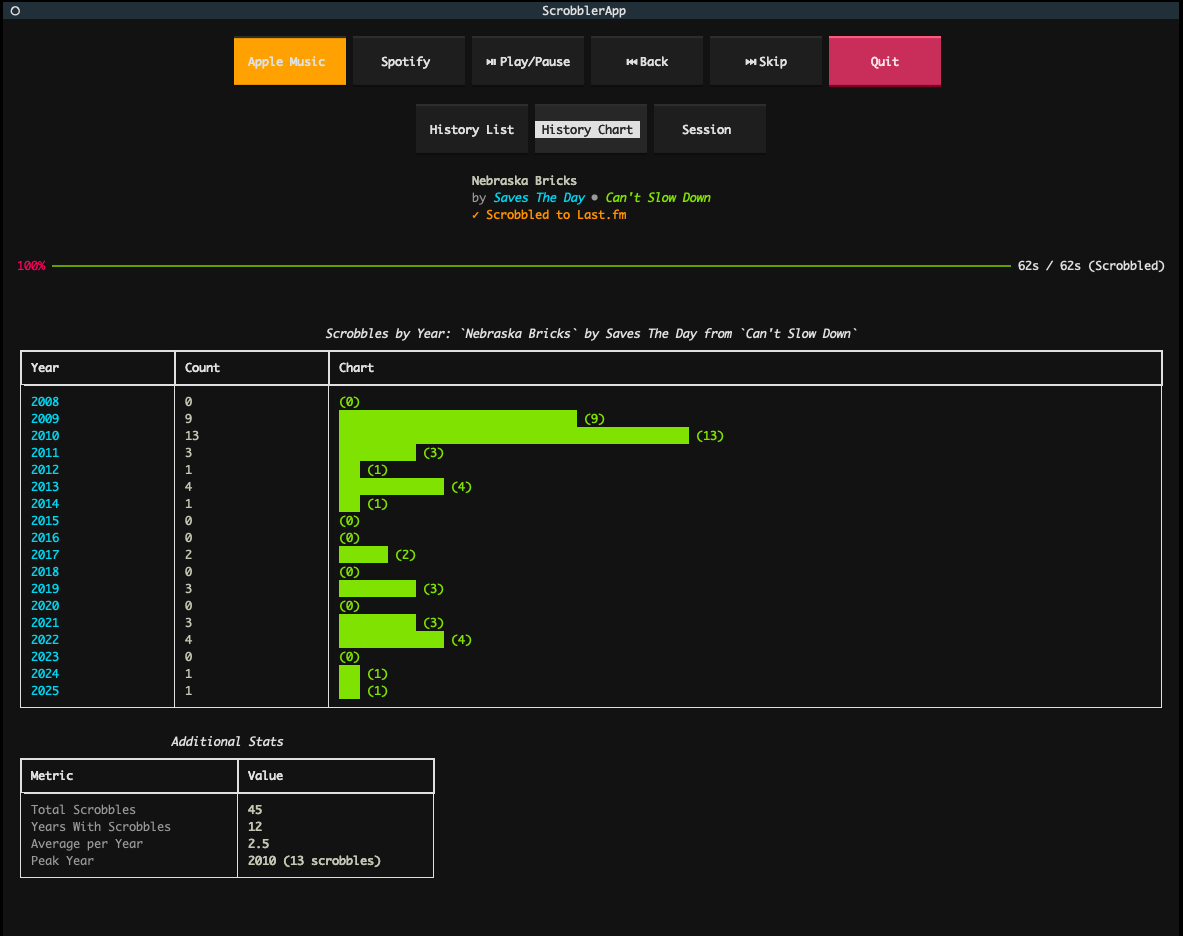 ScrobblerApp
Apple Music Spotify ⏯ Play/Pause ⏮ Back ⏭ Skip Quit
History List History Chart Session
Nebraska Bricks
by Saves The Day • Can't Slow Down
✓ Scrobbled to Last.fm
100% 62s / 62s (Scrobbled)
Scrobbles by Year: `Nebraska Bricks` by Saves The Day from `Can't Slow Down`
Year Count Chart
2008 0 (0)
2009 9 (9)
2010 13 (13)
2011 3 (3)
2012 1 (1)
2013 4 (4)
2014 1 (1)
2015 0 (0)
2016 0 (0)
2017 2 (2)
2018 0 (0)
2019 3 (3)
2020 0 (0)
2021 3 (3)
2022 4 (4)
2023 0 (0)
2024 1 (1)
2025 1 (1)
Additional Stats
Metric Value
Total Scrobbles 45
Years With Scrobbles 12
Average per Year 2.5
Peak Year 2010 (13 scrobbles)